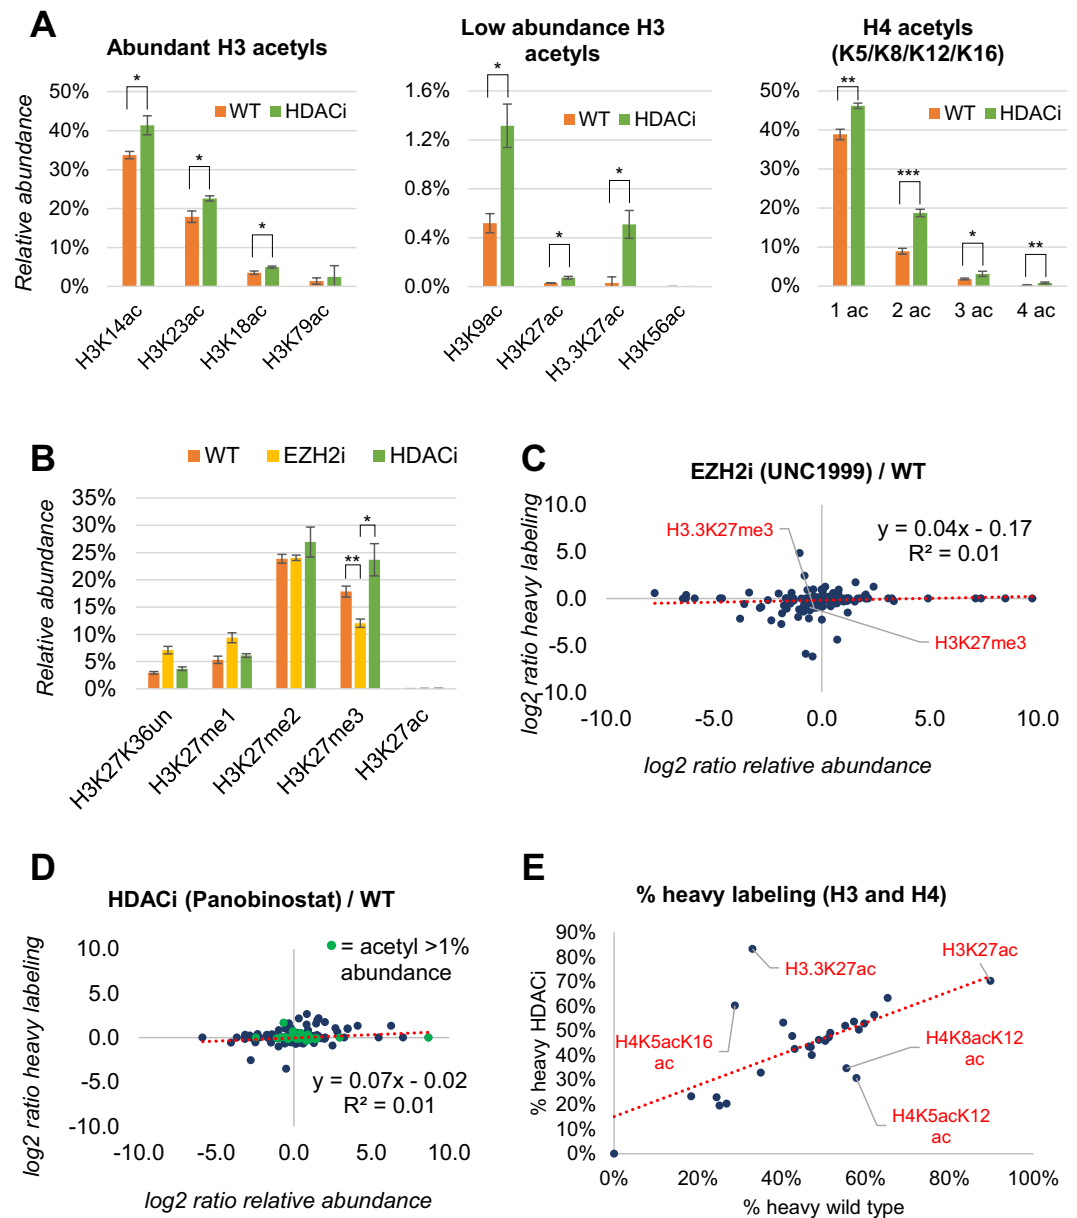 A
Abundant H3 acetyls
Relative abundance
50%
40%
30%
20%
10%
0%
WT
HDACi
*
*
*
H3K14ac
H3K23ac
H3K18ac
H3K79ac
Low abundance H3
acetyls
1.6%
1.2%
0.8%
0.4%
0.0%
WT
HDACi
*
*
*
H3K9ac
H3K27ac
H3.3K27ac
H3K56ac
H4 acetyls
(K5/K8/K12/K16)
50%
40%
30%
20%
10%
0%
WT
HDACi
**
***
*
**
1 ac
2 ac
3 ac
4 ac
B
WT
EZH2i
HDACi
Relative abundance
35%
30%
25%
20%
15%
10%
5%
0%
**
*
H3K27K36un
H3K27me1
H3K27me2
H3K27me3
H3K27ac
C
EZH2i (UNC1999) / WT
log2 ratio heavy labeling
10.0
5.0
0.0
-5.0
-10.0
H3.3K27me3
y = 0.04x - 0.17
R² = 0.01
H3K27me3
-10.0
-5.0
0.0
5.0
10.0
log2 ratio relative abundance
D
HDACi (Panobinostat) / WT
log2 ratio heavy labeling
10.0
5.0
0.0
-5.0
-10.0
= acetyl >1%
abundance
y = 0.07x - 0.02
R² = 0.01
-10.0
-5.0
0.0
5.0
10.0
log2 ratio relative abundance
E
% heavy labeling (H3 and H4)
% heavy HDACi
90%
80%
70%
60%
50%
40%
30%
20%
10%
0%
H3.3K27ac
H3K27ac
H4K5acK16
ac
H4K8acK12
ac
H4K5acK12
ac
0%
20%
40%
60%
80%
100%
% heavy wild type